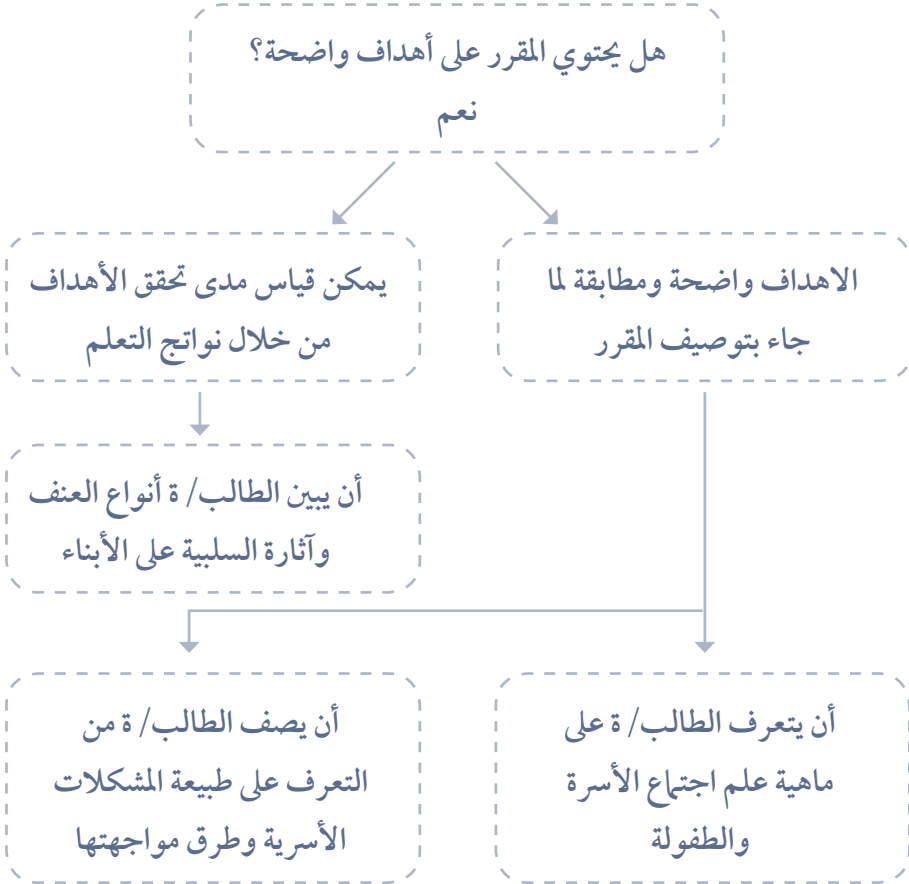 هل يحتوي المقرر على أهداف واضحة؟
نعم
الاهداف واضحة ومطابقة لما
جاء بتوصيف المقرر
يمكن قياس مدى تحقق الأهداف
من خلال نواتج التعلم
أن يبين الطالب/ ة أنواع العنف
وآثارة السلبية على الأبناء
أن يتعرف الطالب/ ة على
ماهية علم اجتماع الأسرة
والطفولة
أن يصف الطالب/ ة من
التعرف على طبيعة المشكلات
الأسرية وطرق مواجهتها